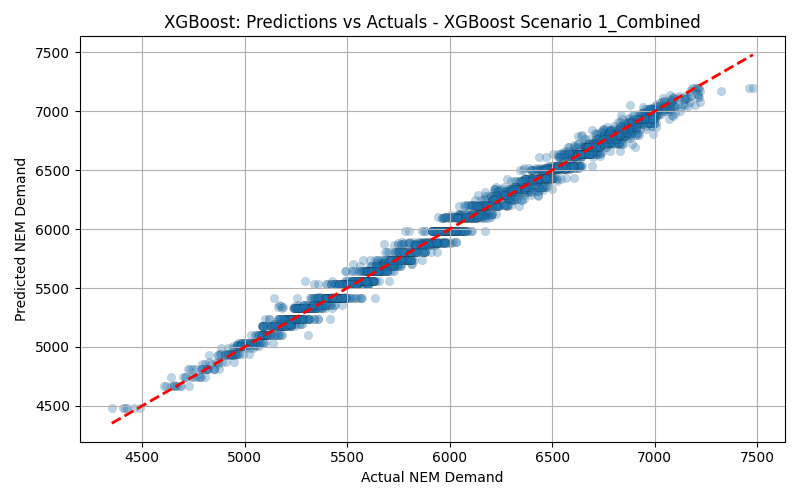 XGBoost: Predictions vs Actuals - XGBoost Scenario 1_Combined
7500
7000
6500
6000
5500
5000
4500
Predicted NEM Demand
4500 5000 5500 6000 6500 7000 7500
Actual NEM Demand